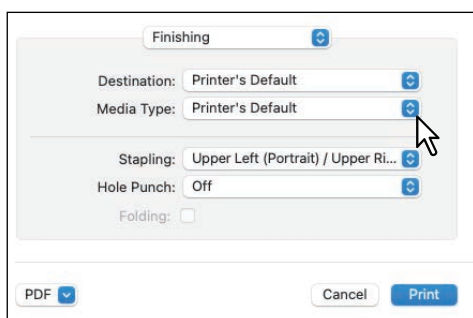 Finishing
Destination: Printer's Default
Media Type: Printer's Default
Stapling: Upper Left (Portrait) / Upper Ri...
Hole Punch: Off
Folding:
PDF Cancel Print